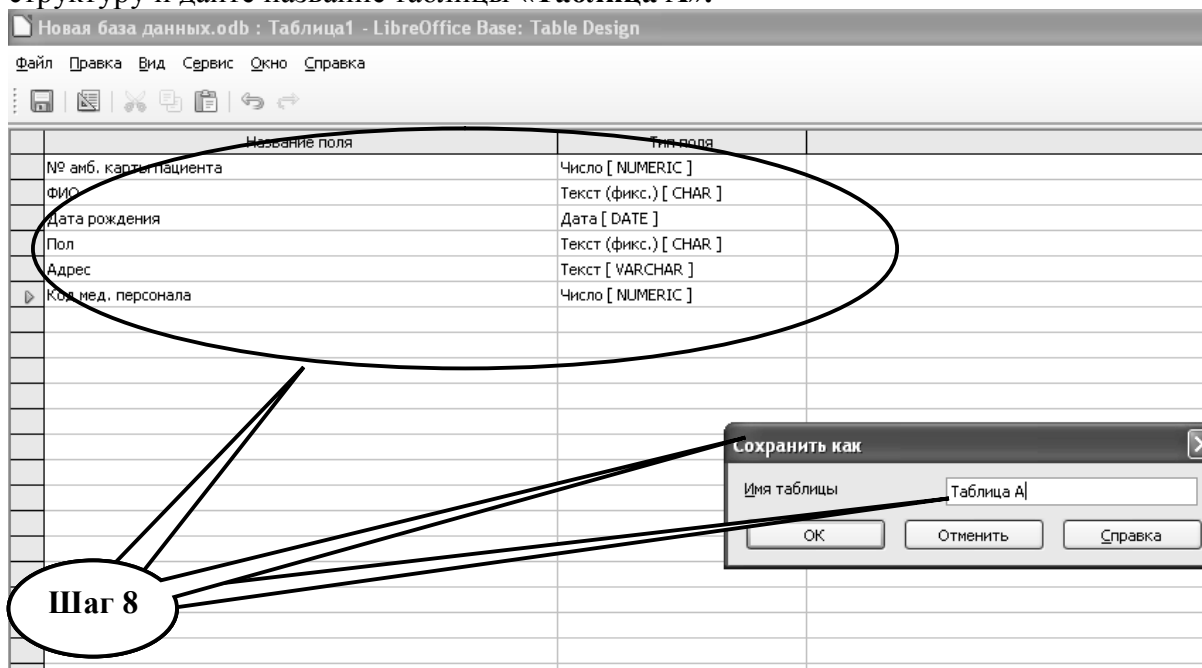 структуру и дайте название таблицы «Таблица А».
Новая база данных.odb : Таблица1 - LibreOffice Base: Table Design
Файл Правка Вид Сервис Окно Справка
Название поля Тип поля
№ амб. карты пациента Число [ NUMERIC ]
ФИО Текст (фикс.) [ CHAR ]
Дата рождения Дата [ DATE ]
Пол Текст (фикс.) [ CHAR ]
Адрес Текст [ VARCHAR ]
Код мед. персонала Число [ NUMERIC ]
Сохранить как
Имя таблицы Таблица А
ОК Отменить Справка
Шаг 8